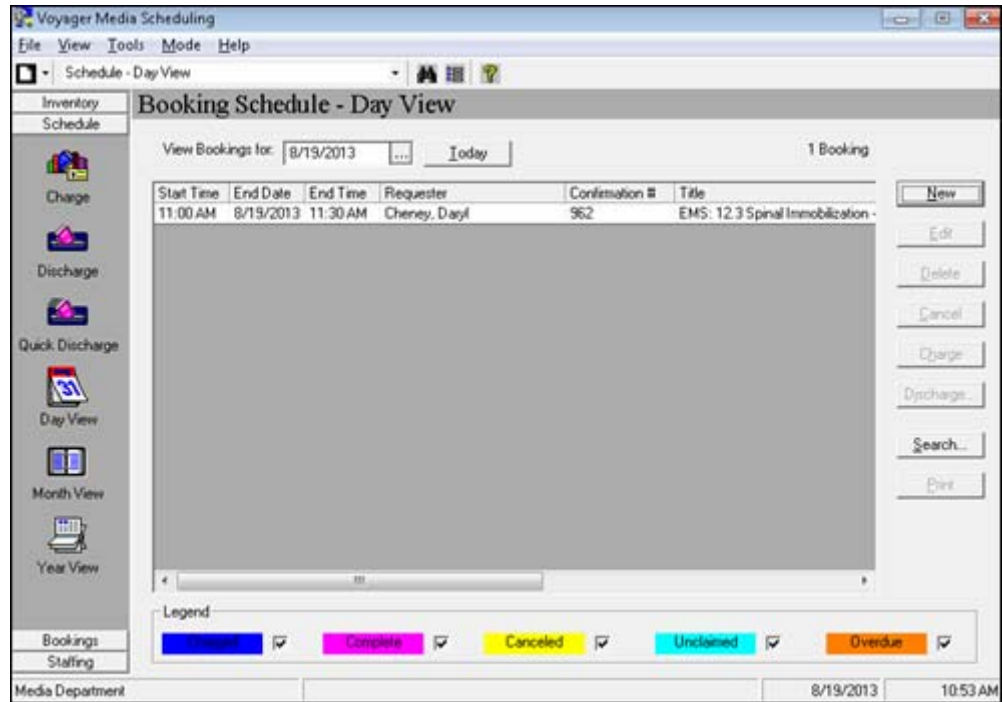 Voyager Media Scheduling
File View Tools Mode Help
Schedule - Day View
Inventory
Schedule
Charge
Discharge
Quick Discharge
31
Day View
Month View
Year View
Bookings
Staffing
Booking Schedule - Day View
View Bookings for: 8/19/2013 ... Today 1 Booking
Start Time End Date End Time Requester Confirmation # Title
11:00 AM 8/19/2013 11:30 AM Cheney, Daryl 962 EMS: 12.3 Spinal Immobilization -
New
Edit
Delete
Cancel
Charge
Discharge...
Search...
Print
Legend
Charged Complete Canceled Unclaimed Overdue
Media Department 8/19/2013 10:53 AM